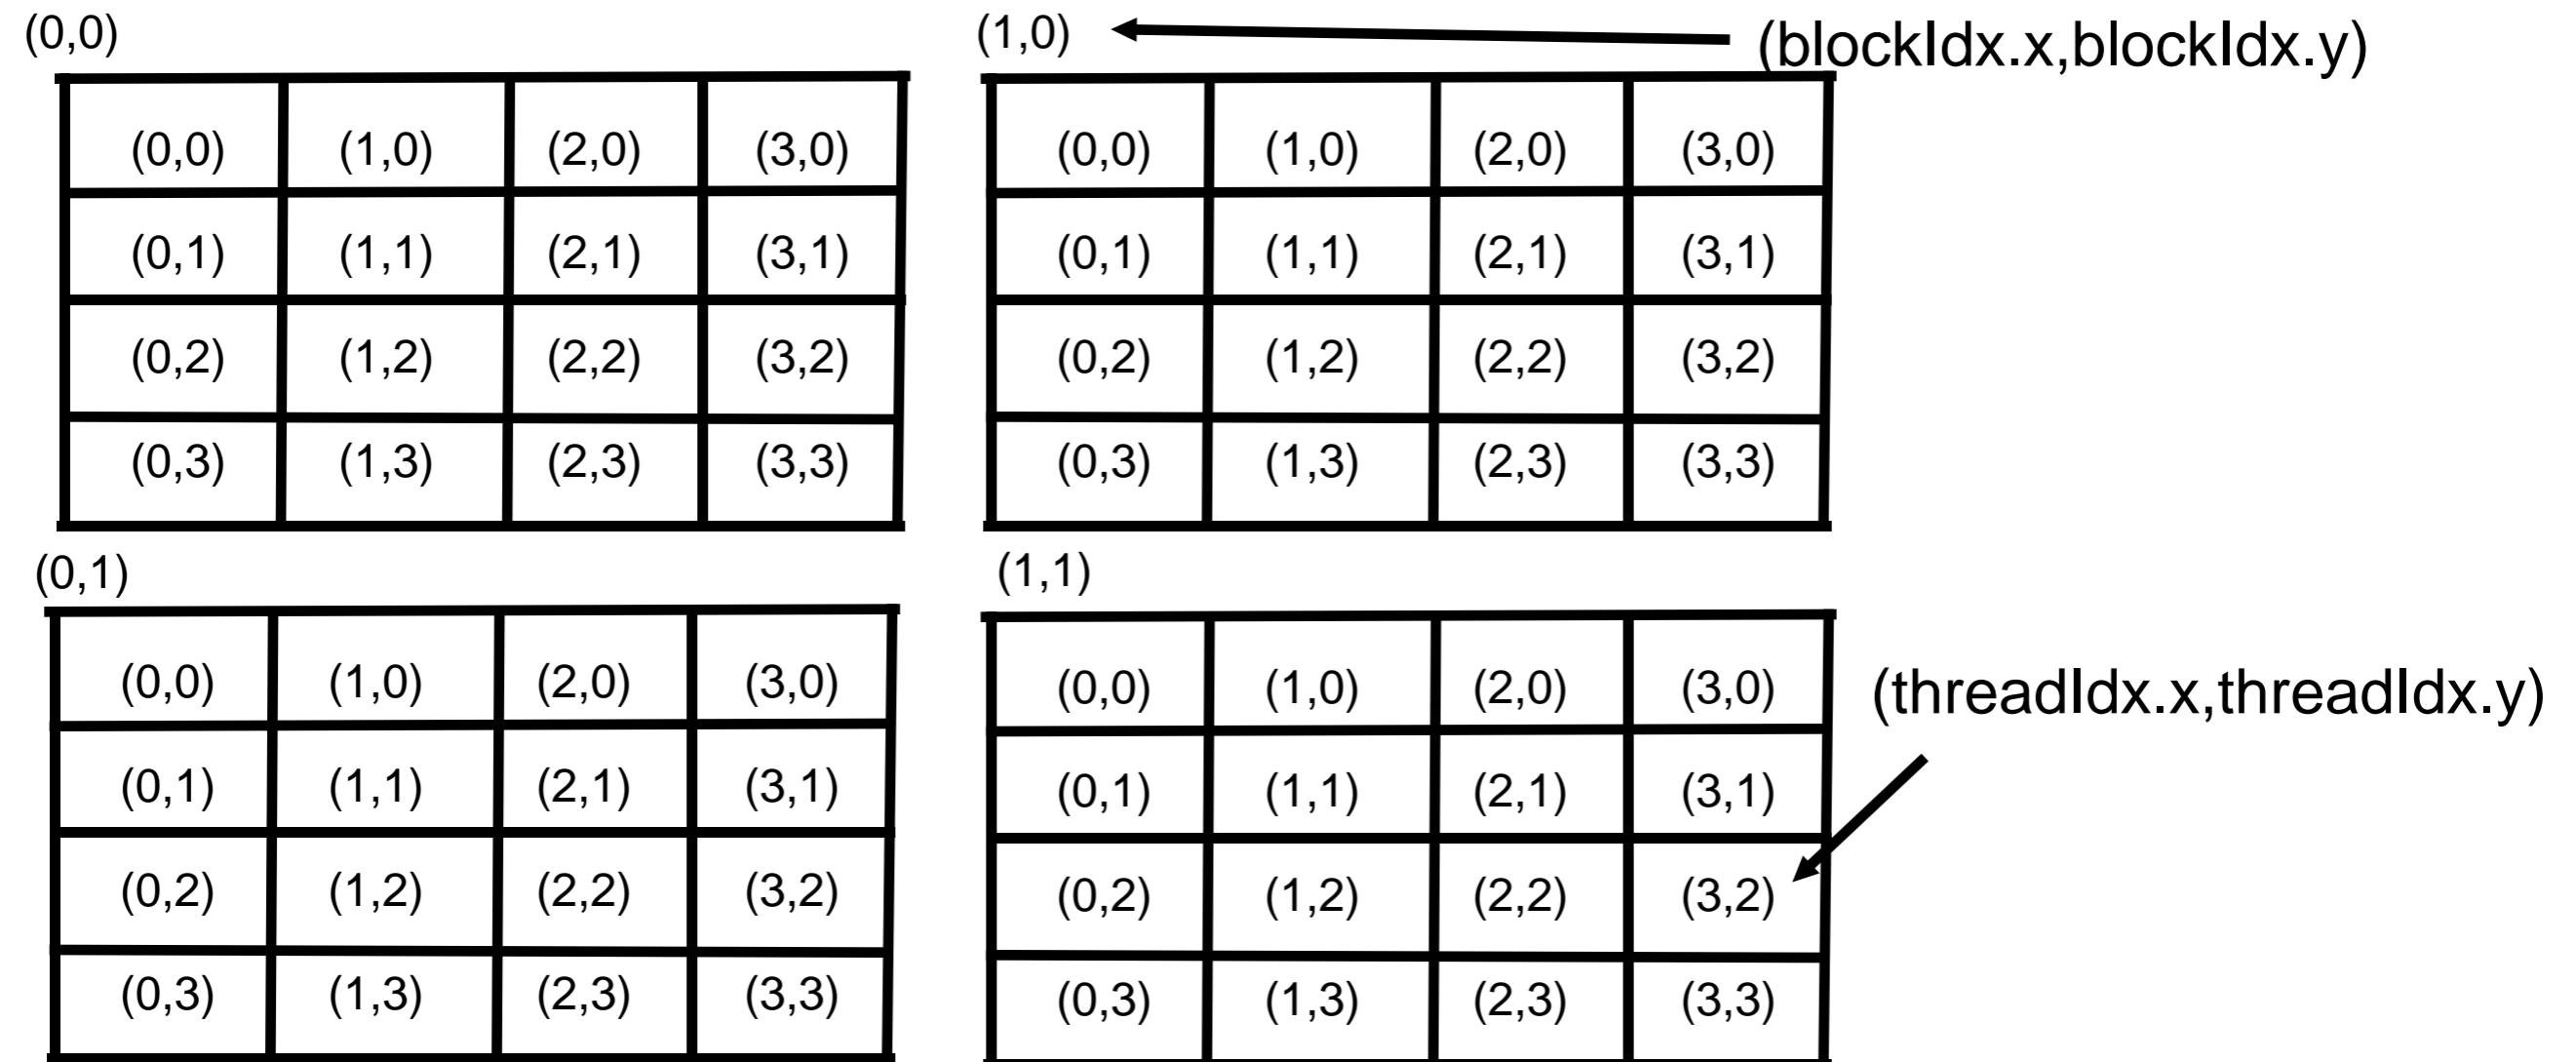 (0,0) (1,0) (blockIdx.x,blockIdx.y)
(0,0) (1,0) (2,0) (3,0) (0,0) (1,0) (2,0) (3,0)
(0,1) (1,1) (2,1) (3,1) (0,1) (1,1) (2,1) (3,1)
(0,2) (1,2) (2,2) (3,2) (0,2) (1,2) (2,2) (3,2)
(0,3) (1,3) (2,3) (3,3) (0,3) (1,3) (2,3) (3,3)
(0,1) (1,1)
(0,0) (1,0) (2,0) (3,0) (0,0) (1,0) (2,0) (3,0) (threadIdx.x,threadIdx.y)
(0,1) (1,1) (2,1) (3,1) (0,1) (1,1) (2,1) (3,1)
(0,2) (1,2) (2,2) (3,2) (0,2) (1,2) (2,2) (3,2)
(0,3) (1,3) (2,3) (3,3) (0,3) (1,3) (2,3) (3,3)